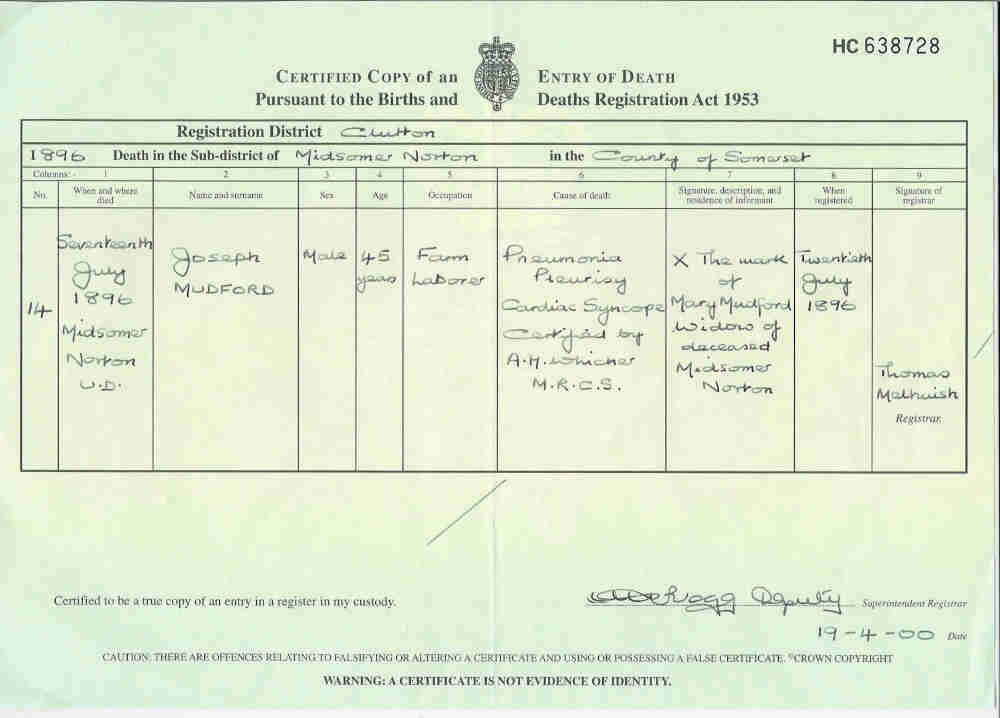 HC 638728
CERTIFIED COPY of an ENTRY OF DEATH
Pursuant to the Births and Deaths Registration Act 1953
Registration District Clutton
1896 Death in the Sub-district of Midsomer Norton in the County of Somerset
Columns:- 1 2 3 4 5 6 7 8 9
No. When and where died Name and surname Sex Age Occupation Cause of death Signature, description, and residence of informant When registered Signature of registrar
14
Seventeenth
July
1896
Midsomer
Norton
U.D.
Joseph
MUDFORD
Male
45
years
Farm
Laborer
Pneumonia
Pleurisy
Cardiac Syncope
Certified by
A.H. Whicher
M.R.C.S.
X The mark
of
Mary Mudford
Widow of
deceased
Midsomer
Norton
Twentieth
July
1896
Thomas
Melhuish
Registrar.
Certified to be a true copy of an entry in a register in my custody.
Deputy Superintendent Registrar
19-4-00 Date
CAUTION: THERE ARE OFFENCES RELATING TO FALSIFYING OR ALTERING A CERTIFICATE AND USING OR POSSESSING A FALSE CERTIFICATE. ©CROWN COPYRIGHT
WARNING: A CERTIFICATE IS NOT EVIDENCE OF IDENTITY.